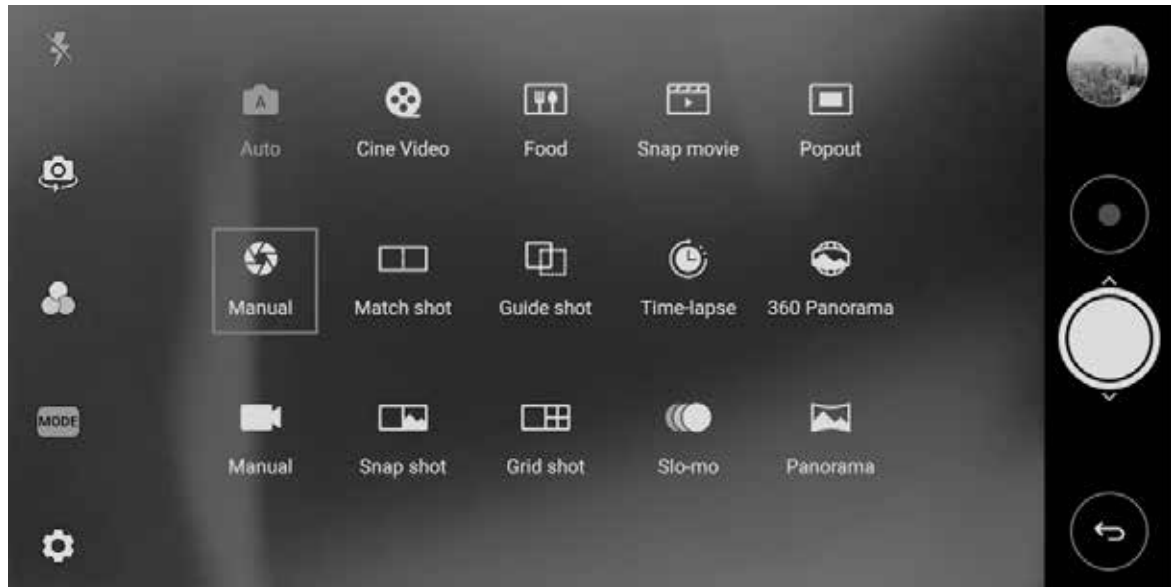 A
Auto
Cine Video
Food
Snap movie
Popout
Manual
Match shot
Guide shot
Time-lapse
360 Panorama
MODE
Manual
Snap shot
Grid shot
Slo-mo
Panorama